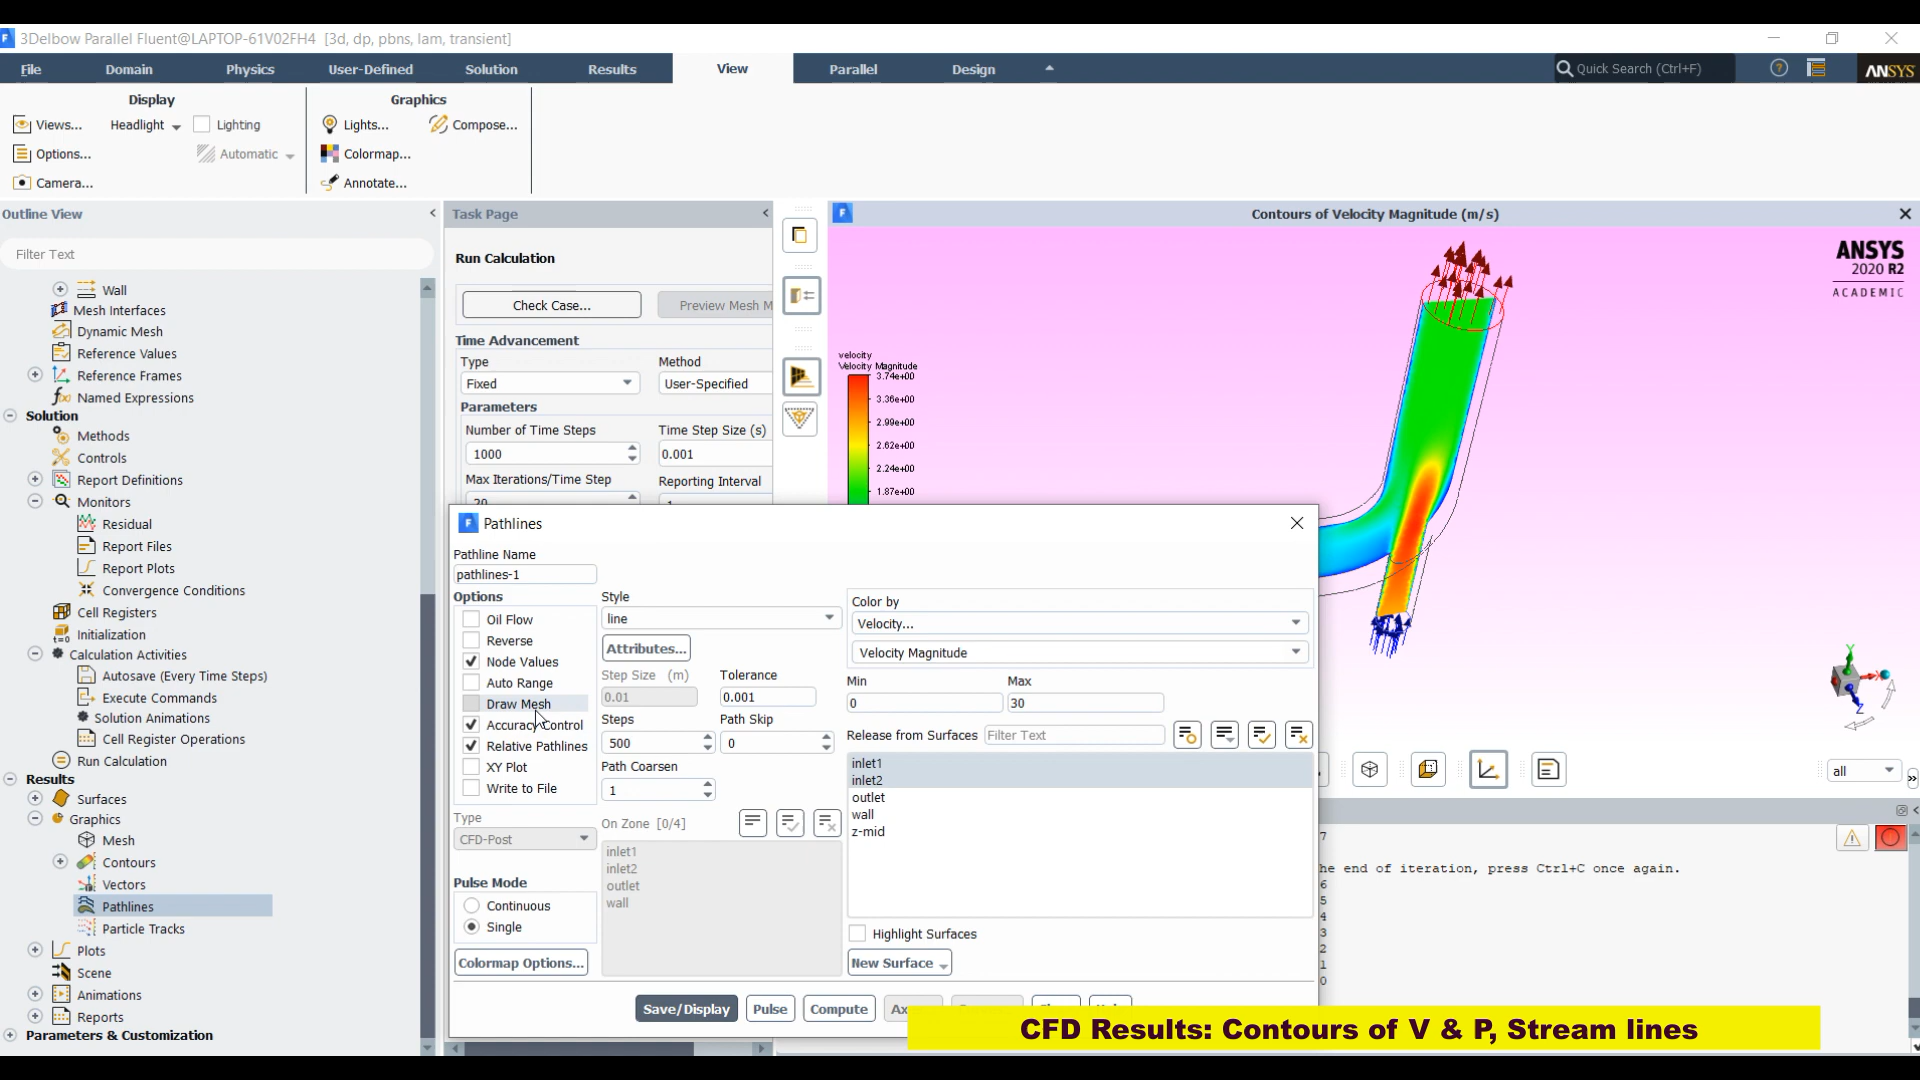 3Delbow Parallel Fluent@LAPTOP-61V02FH4 [3d, dp, pbns, lam, transient]
File Domain Physics User-Defined Solution Results View Parallel Design Quick Search (Ctrl+F) ANSYS
Display
Graphics
Views... Headlight Lighting
Options... Automatic
Camera...
Lights... Compose...
Colormap...
Annotate...
Outline View
Filter Text
Wall
Mesh Interfaces
Dynamic Mesh
Reference Values
Reference Frames
Named Expressions
Solution
Methods
Controls
Report Definitions
Monitors
Residual
Report Files
Report Plots
Convergence Conditions
Cell Registers
Initialization
Calculation Activities
Autosave (Every Time Steps)
Execute Commands
Solution Animations
Cell Register Operations
Run Calculation
Results
Surfaces
Graphics
Mesh
Contours
Vectors
Pathlines
Particle Tracks
Plots
Scene
Animations
Reports
Parameters & Customization
Task Page
Run Calculation
Check Case... Preview Mesh M
Time Advancement
Type Method
Fixed User-Specified
Parameters
Number of Time Steps Time Step Size (s)
1000 0.001
Max Iterations/Time Step Reporting Interval
Contours of Velocity Magnitude (m/s)
ANSYS
2020 R2
ACADEMIC
velocity
Velocity Magnitude
3.74e+00
3.36e+00
2.99e+00
2.62e+00
2.24e+00
1.87e+00
Y
Z
all
Pathlines
Pathline Name
pathlines-1
Options
Oil Flow
Reverse
Node Values
Auto Range
Draw Mesh
Accuracy Control
Relative Pathlines
XY Plot
Write to File
Type
CFD-Post
Pulse Mode
Continuous
Single
Colormap Options...
Style
line
Attributes...
Step Size (m) Tolerance
0.01 0.001
Steps Path Skip
500 0
Path Coarsen
1
On Zone [0/4]
inlet1
inlet2
outlet
wall
Color by
Velocity...
Velocity Magnitude
Min Max
0 30
Release from Surfaces Filter Text
inlet1
inlet2
outlet
wall
z-mid
Highlight Surfaces
New Surface
Save/Display Pulse Compute
7
he end of iteration, press Ctrl+C once again.
6
5
4
3
2
1
0
CFD Results: Contours of V & P, Stream lines